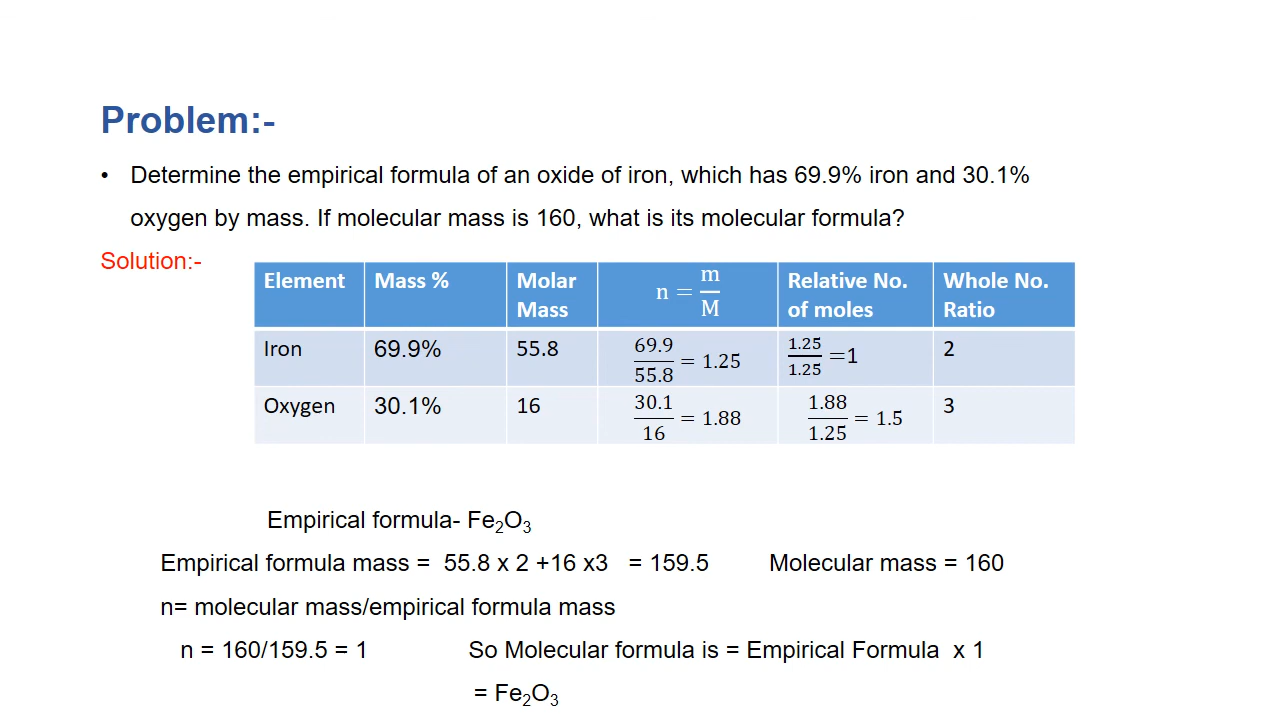 Problem:-
• Determine the empirical formula of an oxide of iron, which has 69.9% iron and 30.1%
oxygen by mass. If molecular mass is 160, what is its molecular formula?
Solution:-
Element | Mass % | Molar Mass | n = m/M | Relative No. of moles | Whole No. Ratio
Iron | 69.9% | 55.8 | 69.9/55.8 = 1.25 | 1.25/1.25 =1 | 2
Oxygen | 30.1% | 16 | 30.1/16 = 1.88 | 1.88/1.25 = 1.5 | 3
Empirical formula- Fe₂O₃
Empirical formula mass = 55.8 x 2 +16 x3 = 159.5 Molecular mass = 160
n= molecular mass/empirical formula mass
n = 160/159.5 = 1 So Molecular formula is = Empirical Formula x 1
= Fe₂O₃